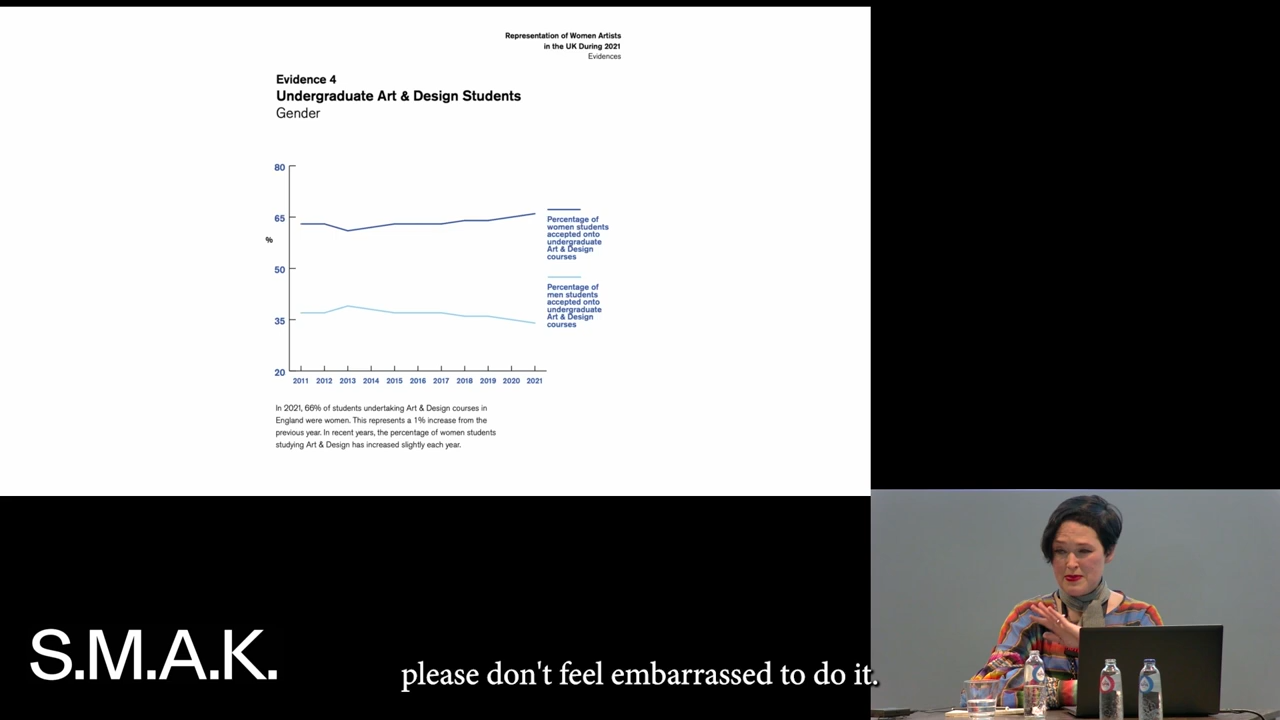 Representation of Women Artists
in the UK During 2021
Evidences
Evidence 4
Undergraduate Art & Design Students
Gender
80
65
%
50
35
20
2011 2012 2013 2014 2015 2016 2017 2018 2019 2020 2021
Percentage of
women students
accepted onto
undergraduate
Art & Design
courses
Percentage of
men students
accepted onto
undergraduate
Art & Design
courses
In 2021, 66% of students undertaking Art & Design courses in
England were women. This represents a 1% increase from the
previous year. In recent years, the percentage of women students
studying Art & Design has increased slightly each year.
S.M.A.K.
please don't feel embarrassed to do it.